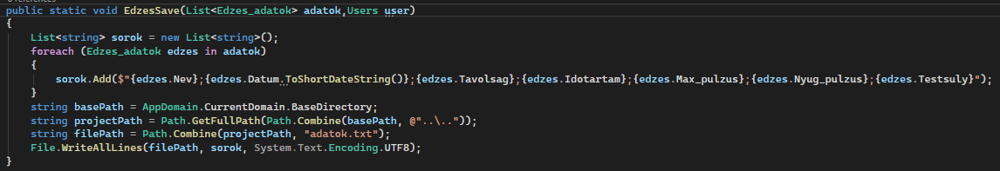 public static void EdzesSave(List<Edzes_adatok> adatok,Users user)
{
List<string> sorok = new List<string>();
foreach (Edzes_adatok edzes in adatok)
{
sorok.Add($"{edzes.Nev};{edzes.Datum.ToShortDateString()};{edzes.Tavolsag};{edzes.Idotartam};{edzes.Max_pulzus};{edzes.Nyug_pulzus};{edzes.Testsuly}");
}
string basePath = AppDomain.CurrentDomain.BaseDirectory;
string projectPath = Path.GetFullPath(Path.Combine(basePath, @"..\.."));
string filePath = Path.Combine(projectPath, "adatok.txt");
File.WriteAllLines(filePath, sorok, System.Text.Encoding.UTF8);
}